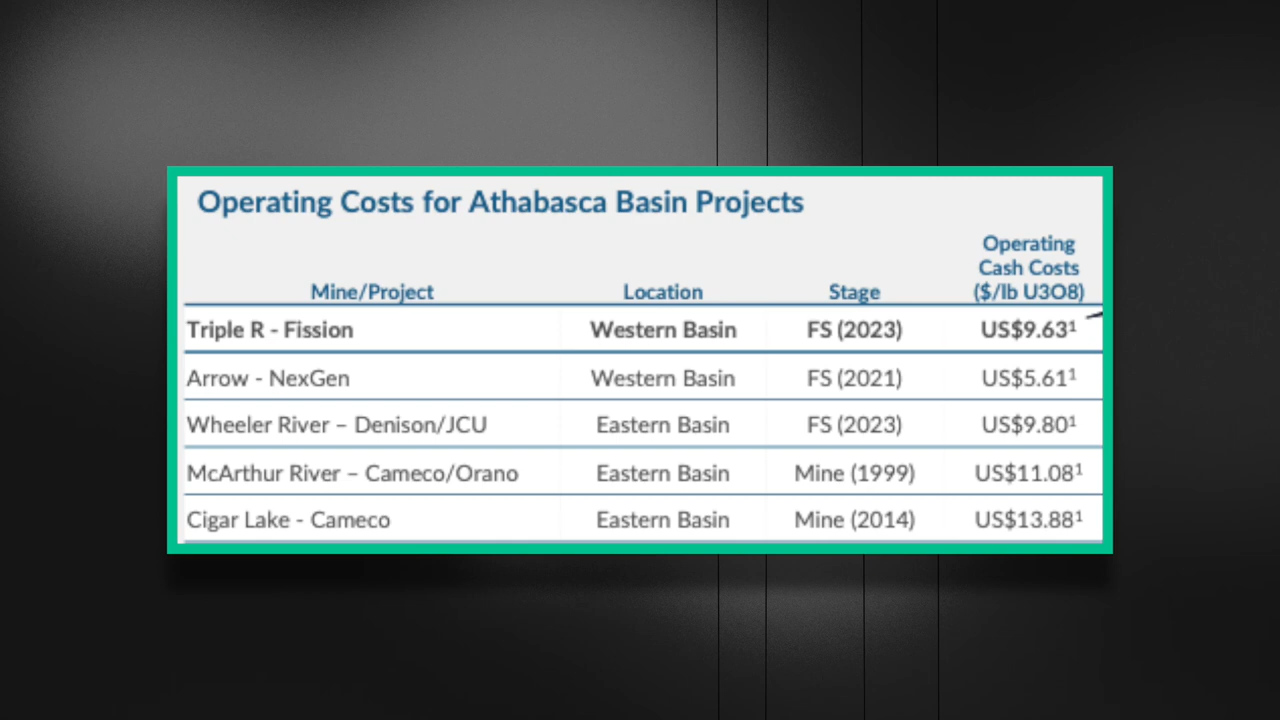 Operating Costs for Athabasca Basin Projects
Mine/Project Location Stage Operating Cash Costs ($/lb U3O8)
Triple R - Fission Western Basin FS (2023) US$9.63¹
Arrow - NexGen Western Basin FS (2021) US$5.61¹
Wheeler River – Denison/JCU Eastern Basin FS (2023) US$9.80¹
McArthur River – Cameco/Orano Eastern Basin Mine (1999) US$11.08¹
Cigar Lake - Cameco Eastern Basin Mine (2014) US$13.88¹